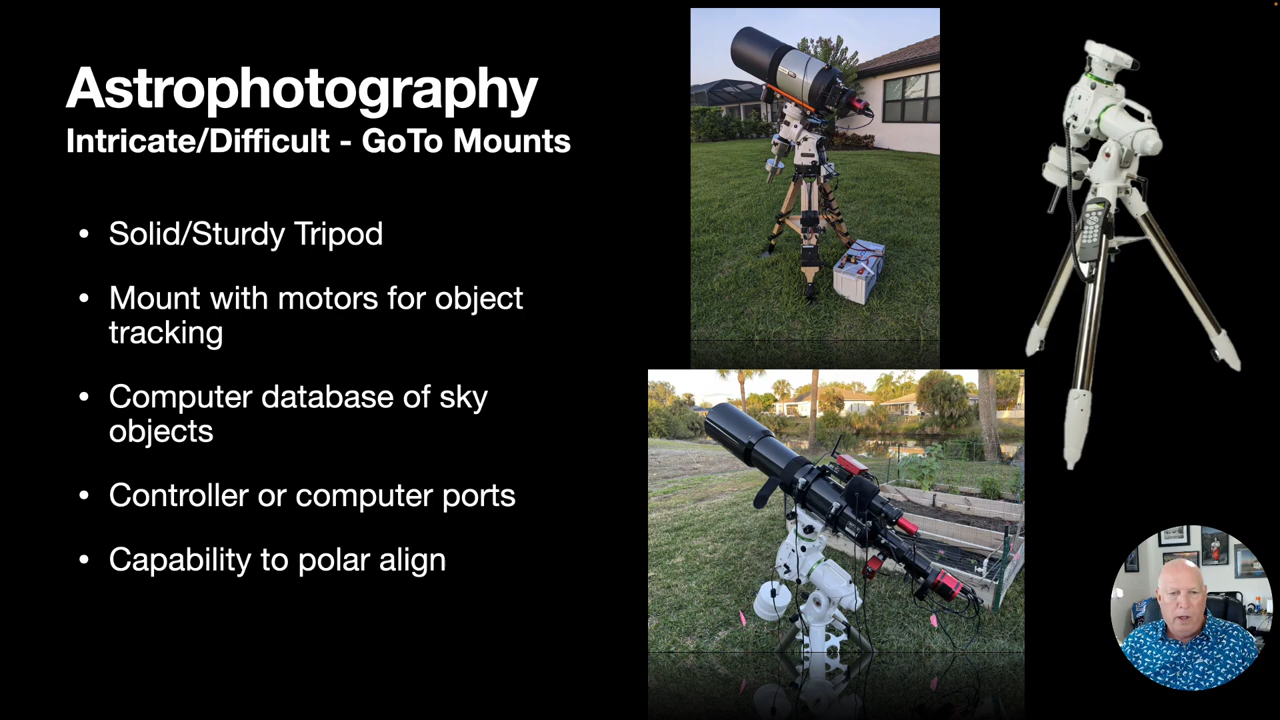 Astrophotography
Intricate/Difficult - GoTo Mounts
• Solid/Sturdy Tripod
• Mount with motors for object
tracking
• Computer database of sky
objects
• Controller or computer ports
• Capability to polar align